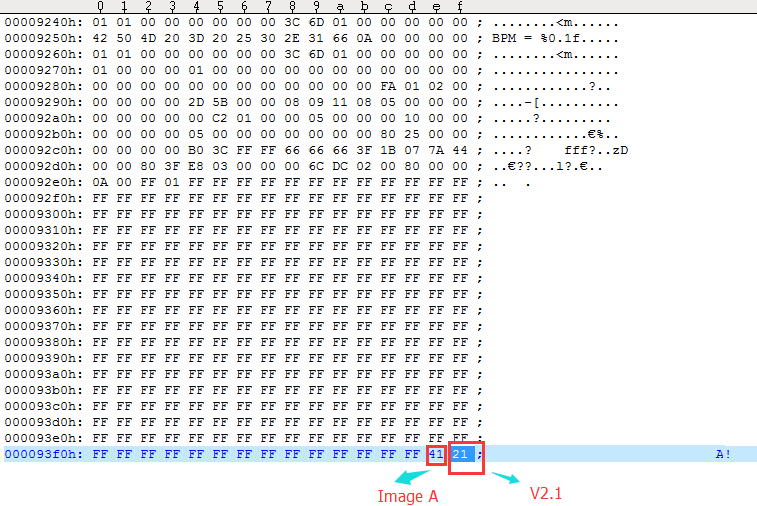 0 1 2 3 4 5 6 7 8 9 a b c d e f
00009240h: 01 01 00 00 00 00 00 00 3C 6D 01 00 00 00 00 00 ; ........<m......
00009250h: 42 50 4D 20 3D 20 25 30 2E 31 66 0A 00 00 00 00 ; BPM = %0.1f.....
00009260h: 01 01 00 00 00 00 00 00 3C 6D 01 00 00 00 00 00 ; ........<m......
00009270h: 01 00 00 00 01 00 00 00 00 00 00 00 00 00 00 00 ; ................
00009280h: 00 00 00 00 00 00 00 00 00 00 00 00 FA 01 02 00 ; ............?..
00009290h: 00 00 00 00 2D 5B 00 00 08 09 11 08 05 00 00 00 ; ....-[..........
000092a0h: 00 00 00 00 00 C2 01 00 00 05 00 00 00 10 00 00 ; .....?.........
000092b0h: 00 00 00 00 05 00 00 00 00 00 00 00 80 25 00 00 ; ............€%..
000092c0h: 00 00 00 00 B0 3C FF FF 66 66 66 3F 1B 07 7A 44 ; ....? fff?..zD
000092d0h: 00 00 80 3F E8 03 00 00 00 6C DC 02 00 80 00 00 ; ..€??...l?.€..
000092e0h: 0A 00 FF 01 FF FF FF FF FF FF FF FF FF FF FF FF ; .. .
000092f0h: FF FF FF FF FF FF FF FF FF FF FF FF FF FF FF FF ;
00009300h: FF FF FF FF FF FF FF FF FF FF FF FF FF FF FF FF ;
00009310h: FF FF FF FF FF FF FF FF FF FF FF FF FF FF FF FF ;
00009320h: FF FF FF FF FF FF FF FF FF FF FF FF FF FF FF FF ;
00009330h: FF FF FF FF FF FF FF FF FF FF FF FF FF FF FF FF ;
00009340h: FF FF FF FF FF FF FF FF FF FF FF FF FF FF FF FF ;
00009350h: FF FF FF FF FF FF FF FF FF FF FF FF FF FF FF FF ;
00009360h: FF FF FF FF FF FF FF FF FF FF FF FF FF FF FF FF ;
00009370h: FF FF FF FF FF FF FF FF FF FF FF FF FF FF FF FF ;
00009380h: FF FF FF FF FF FF FF FF FF FF FF FF FF FF FF FF ;
00009390h: FF FF FF FF FF FF FF FF FF FF FF FF FF FF FF FF ;
000093a0h: FF FF FF FF FF FF FF FF FF FF FF FF FF FF FF FF ;
000093b0h: FF FF FF FF FF FF FF FF FF FF FF FF FF FF FF FF ;
000093c0h: FF FF FF FF FF FF FF FF FF FF FF FF FF FF FF FF ;
000093d0h: FF FF FF FF FF FF FF FF FF FF FF FF FF FF FF FF ;
000093e0h: FF FF FF FF FF FF FF FF FF FF FF FF FF FF FF FF ;
000093f0h: FF FF FF FF FF FF FF FF FF FF FF FF FF FF 41 21 ; A!
Image A
V2.1